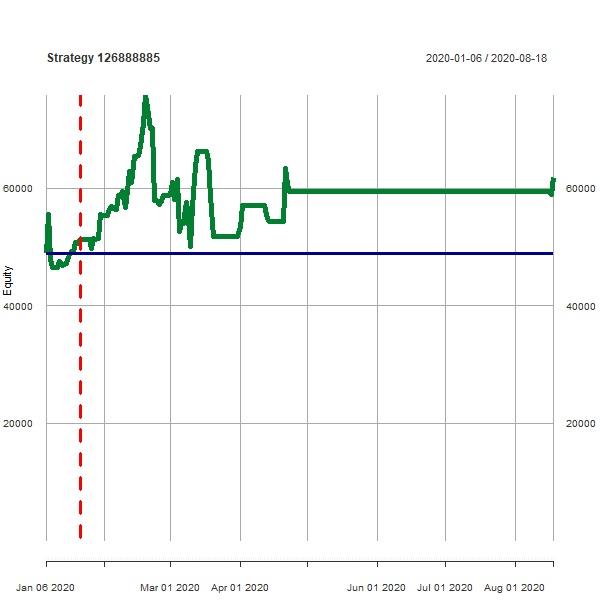 Strategy 126888885
2020-01-06 / 2020-08-18
60000
60000
Equity
40000
40000
20000
20000
Jan 06 2020
Mar 01 2020
Apr 01 2020
Jun 01 2020
Jul 01 2020
Aug 01 2020